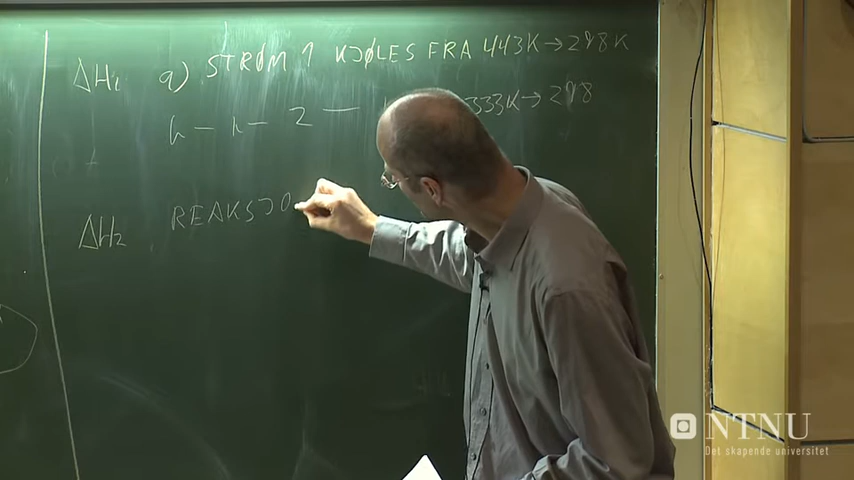 ΔH₁ a) STRØM 1 KJØLES FRA 443K → 298K
h — n — 2 — 333K → 298
ΔH₂ REAKSJO
NTNU
Det skapende universitet